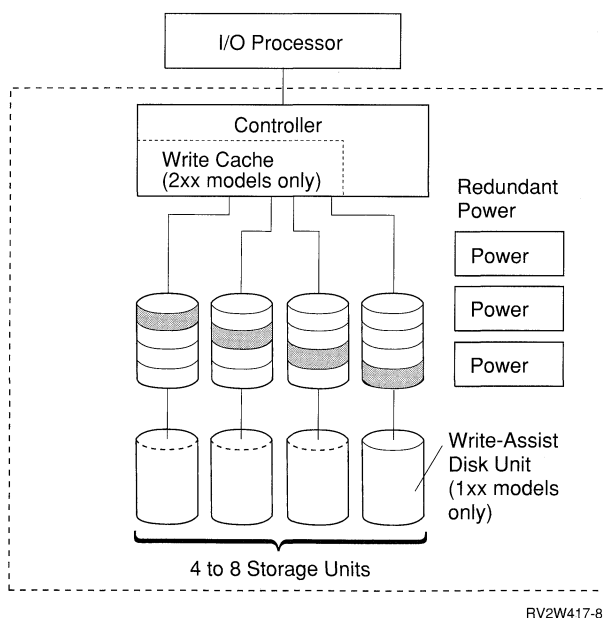 I/O Processor
Controller
Write Cache
(2xx models only)
Redundant
Power
Power
Power
Power
Write-Assist
Disk Unit
(1xx models
only)
4 to 8 Storage Units
RV2W417-8